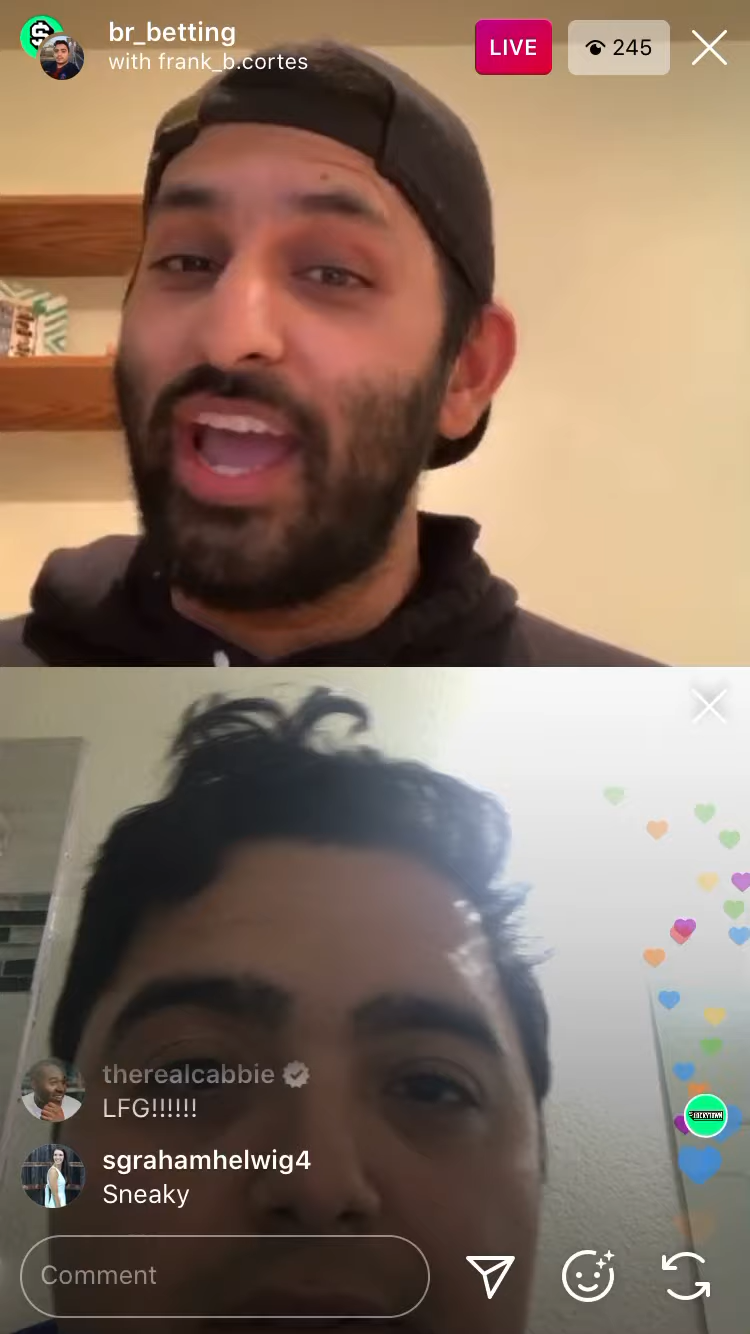 br_betting
with frank_b.cortes
LIVE
245
therealcabbie
LFG!!!!!!
sgrahamhelwig4
Sneaky
Comment